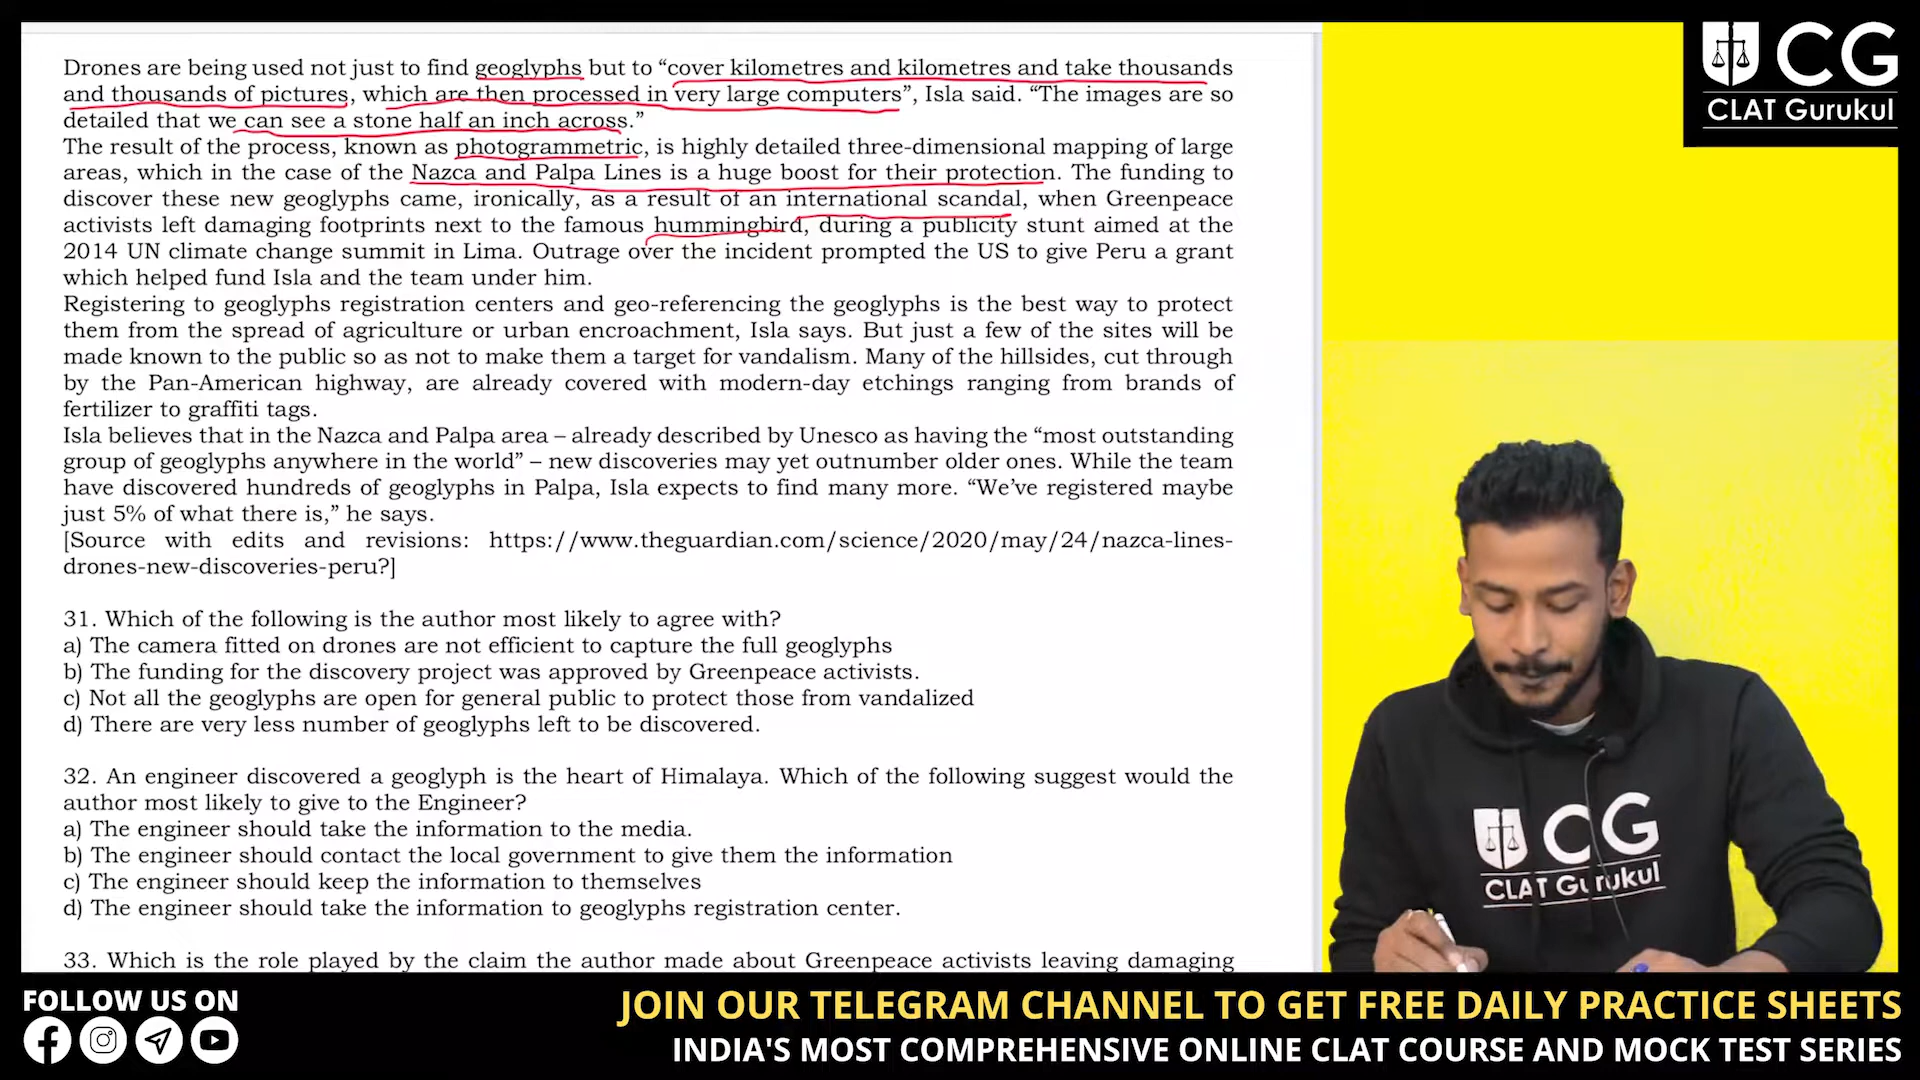 Drones are being used not just to find geoglyphs but to “cover kilometres and kilometres and take thousands
and thousands of pictures, which are then processed in very large computers”, Isla said. “The images are so
detailed that we can see a stone half an inch across.”
The result of the process, known as photogrammetric, is highly detailed three-dimensional mapping of large
areas, which in the case of the Nazca and Palpa Lines is a huge boost for their protection. The funding to
discover these new geoglyphs came, ironically, as a result of an international scandal, when Greenpeace
activists left damaging footprints next to the famous hummingbird, during a publicity stunt aimed at the
2014 UN climate change summit in Lima. Outrage over the incident prompted the US to give Peru a grant
which helped fund Isla and the team under him.
Registering to geoglyphs registration centers and geo-referencing the geoglyphs is the best way to protect
them from the spread of agriculture or urban encroachment, Isla says. But just a few of the sites will be
made known to the public so as not to make them a target for vandalism. Many of the hillsides, cut through
by the Pan-American highway, are already covered with modern-day etchings ranging from brands of
fertilizer to graffiti tags.
Isla believes that in the Nazca and Palpa area – already described by Unesco as having the “most outstanding
group of geoglyphs anywhere in the world” – new discoveries may yet outnumber older ones. While the team
have discovered hundreds of geoglyphs in Palpa, Isla expects to find many more. “We’ve registered maybe
just 5% of what there is,” he says.
[Source with edits and revisions: https://www.theguardian.com/science/2020/may/24/nazca-lines-
drones-new-discoveries-peru?]
31. Which of the following is the author most likely to agree with?
a) The camera fitted on drones are not efficient to capture the full geoglyphs
b) The funding for the discovery project was approved by Greenpeace activists.
c) Not all the geoglyphs are open for general public to protect those from vandalized
d) There are very less number of geoglyphs left to be discovered.
32. An engineer discovered a geoglyph is the heart of Himalaya. Which of the following suggest would the
author most likely to give to the Engineer?
a) The engineer should take the information to the media.
b) The engineer should contact the local government to give them the information
c) The engineer should keep the information to themselves
d) The engineer should take the information to geoglyphs registration center.
33. Which is the role played by the claim the author made about Greenpeace activists leaving damaging
CG
CLAT Gurukul
CG
CLAT Gurukul
FOLLOW US ON
JOIN OUR TELEGRAM CHANNEL TO GET FREE DAILY PRACTICE SHEETS
INDIA'S MOST COMPREHENSIVE ONLINE CLAT COURSE AND MOCK TEST SERIES